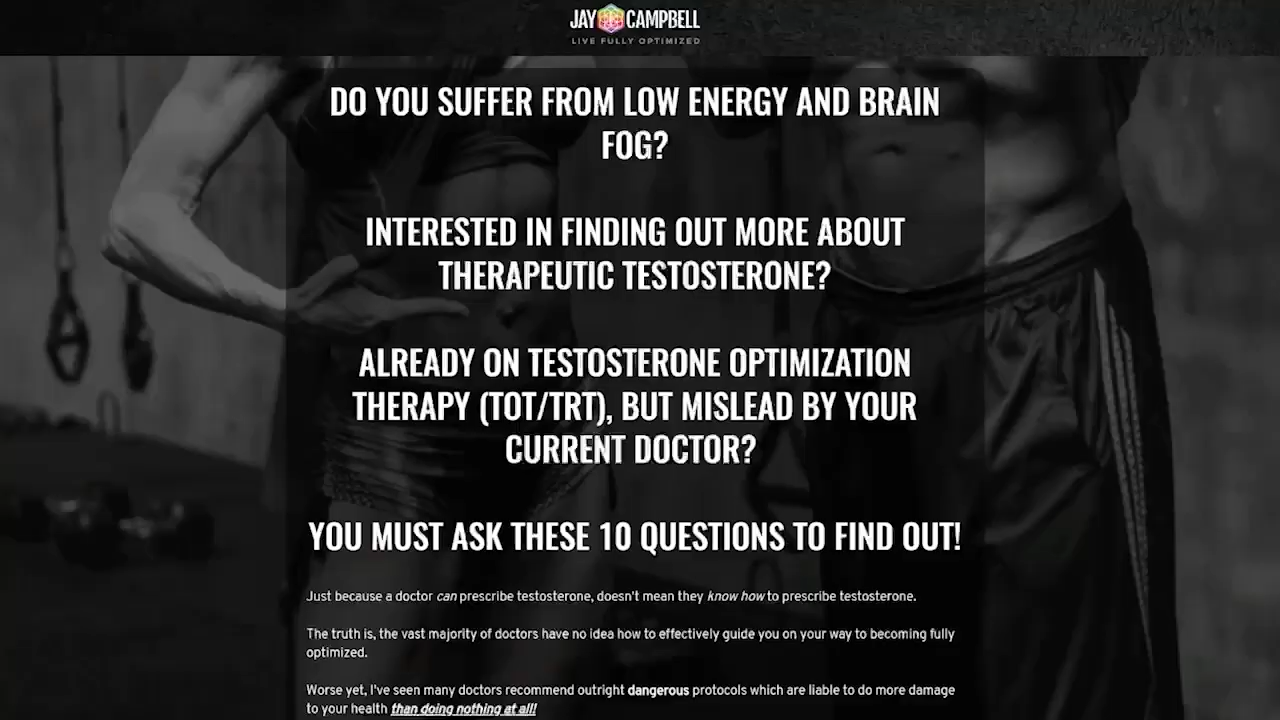 JAY CAMPBELL
LIVE FULLY OPTIMIZED
DO YOU SUFFER FROM LOW ENERGY AND BRAIN
FOG?
INTERESTED IN FINDING OUT MORE ABOUT
THERAPEUTIC TESTOSTERONE?
ALREADY ON TESTOSTERONE OPTIMIZATION
THERAPY (TOT/TRT), BUT MISLEAD BY YOUR
CURRENT DOCTOR?
YOU MUST ASK THESE 10 QUESTIONS TO FIND OUT!
Just because a doctor can prescribe testosterone, doesn't mean they know how to prescribe testosterone.
The truth is, the vast majority of doctors have no idea how to effectively guide you on your way to becoming fully
optimized.
Worse yet, I've seen many doctors recommend outright dangerous protocols which are liable to do more damage
to your health than doing nothing at all!